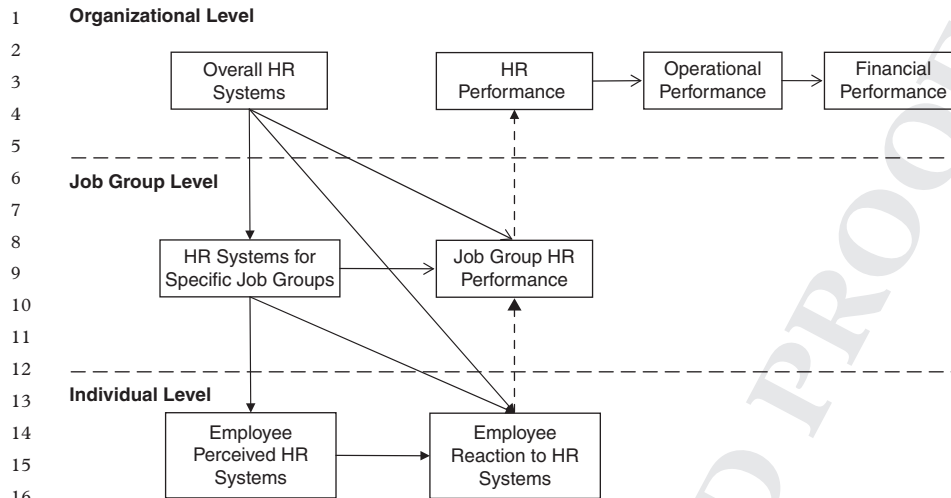 1
2
3
4
5
6
7
8
9
10
11
12
13
14
15
16
Organizational Level
Overall HR
Systems
HR
Performance
Operational
Performance
Financial
Performance
Job Group Level
HR Systems for
Specific Job Groups
Job Group HR
Performance
Individual Level
Employee
Perceived HR
Systems
Employee
Reaction to HR
Systems
D PROOF